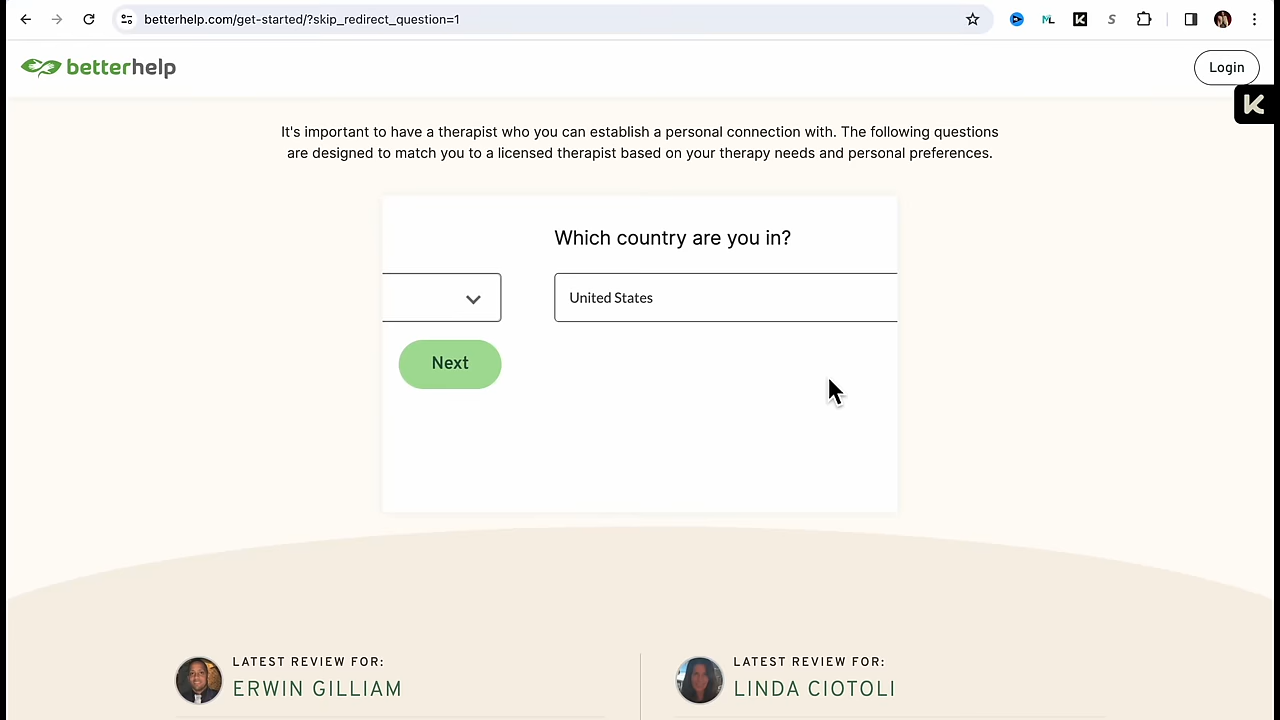 betterhelp.com/get-started/?skip_redirect_question=1
ML
K
S
betterhelp
Login
K
It's important to have a therapist who you can establish a personal connection with. The following questions
are designed to match you to a licensed therapist based on your therapy needs and personal preferences.
Which country are you in?
United States
Next
LATEST REVIEW FOR:
ERWIN GILLIAM
LATEST REVIEW FOR:
LINDA CIOTOLI